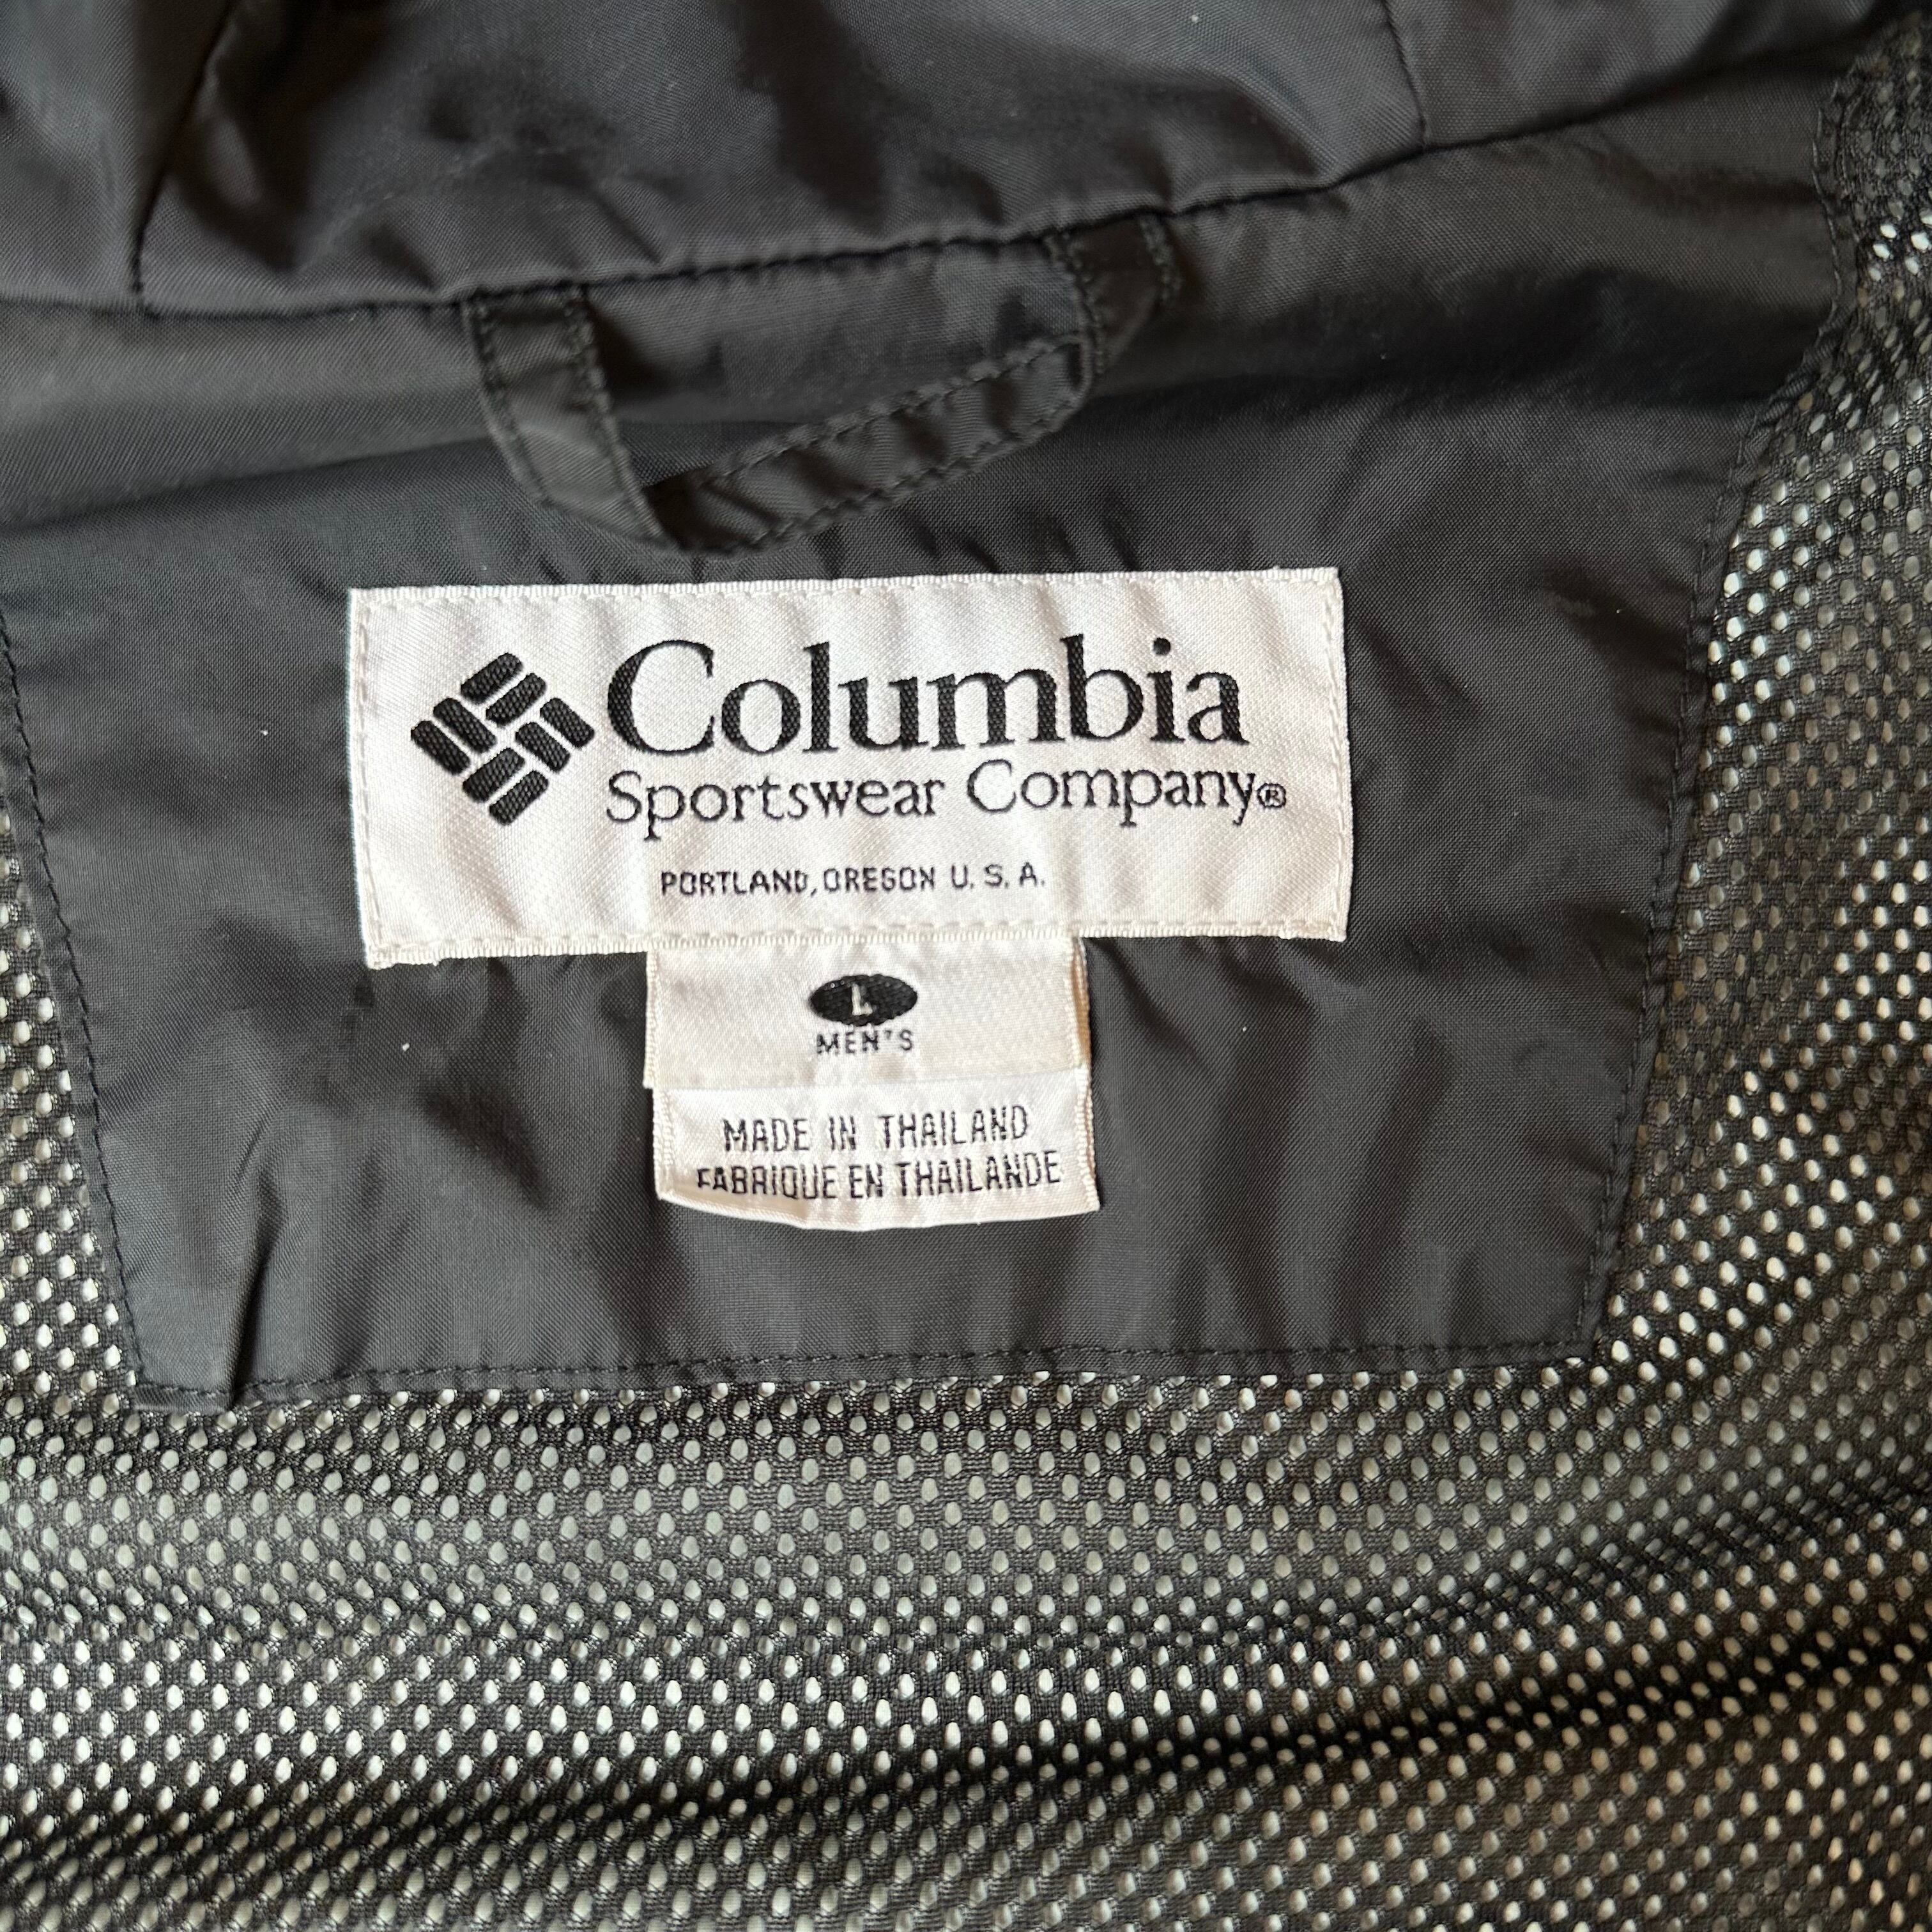 Columbia
Sportswear Company®
PORTLAND, OREGON U.S.A.
L
MEN'S
MADE IN THAILAND
FABRIQUE EN THAILANDE